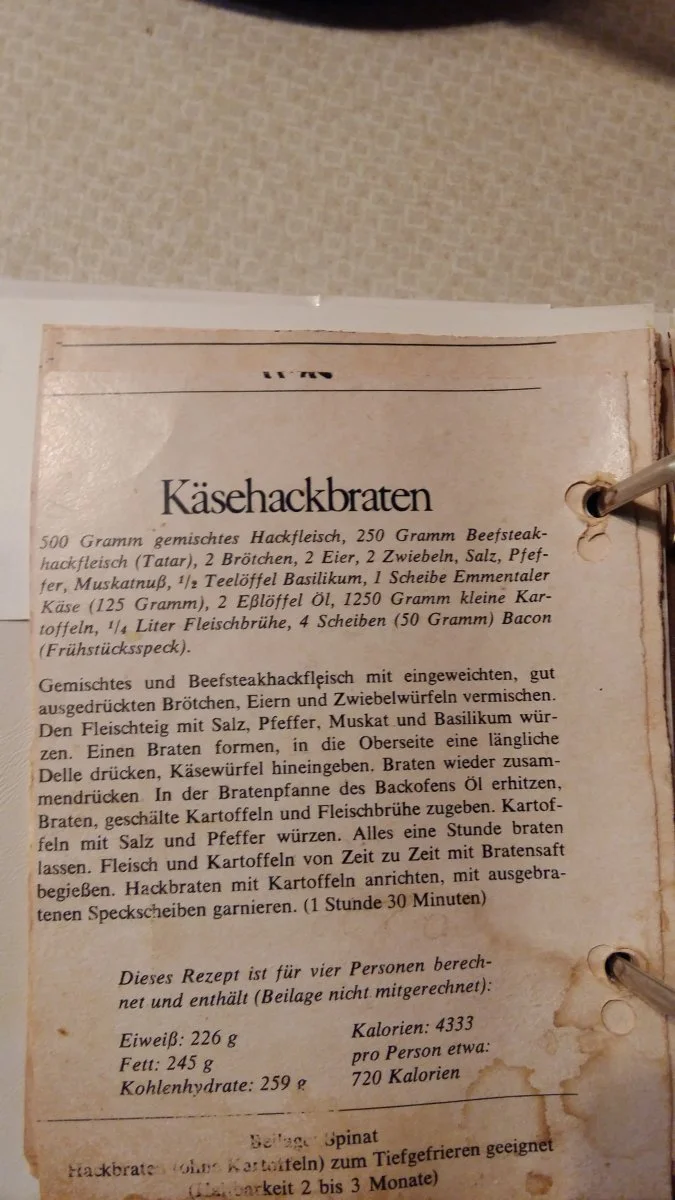 Käsehackbraten
500 Gramm gemischtes Hackfleisch, 250 Gramm Beefsteak-
hackfleisch (Tatar), 2 Brötchen, 2 Eier, 2 Zwiebeln, Salz, Pfef-
fer, Muskatnuß, 1/2 Teelöffel Basilikum, 1 Scheibe Emmentaler
Käse (125 Gramm), 2 Eßlöffel Öl, 1250 Gramm kleine Kar-
toffeln, 1/4 Liter Fleischbrühe, 4 Scheiben (50 Gramm) Bacon
(Frühstücksspeck).
Gemischtes und Beefsteakhackfleisch mit eingeweichten, gut
ausgedrückten Brötchen, Eiern und Zwiebelwürfeln vermischen.
Den Fleischteig mit Salz, Pfeffer, Muskat und Basilikum wür-
zen. Einen Braten formen, in die Oberseite eine längliche
Delle drücken, Käsewürfel hineingeben. Braten wieder zusam-
mendrücken. In der Bratenpfanne des Backofens Öl erhitzen,
Braten, geschälte Kartoffeln und Fleischbrühe zugeben. Kartof-
feln mit Salz und Pfeffer würzen. Alles eine Stunde braten
lassen. Fleisch und Kartoffeln von Zeit zu Zeit mit Bratensaft
begießen. Hackbraten mit Kartoffeln anrichten, mit ausgebra-
tenen Speckscheiben garnieren. (1 Stunde 30 Minuten)
Dieses Rezept ist für vier Personen berech-
net und enthält (Beilage nicht mitgerechnet):
Eiweiß: 226 g
Fett: 245 g
Kohlenhydrate: 259 g
Kalorien: 4333
pro Person etwa:
720 Kalorien
Beilage: Spinat
Hackbraten (ohne Kartoffeln) zum Tiefgefrieren geeignet
(Haltbarkeit 2 bis 3 Monate)